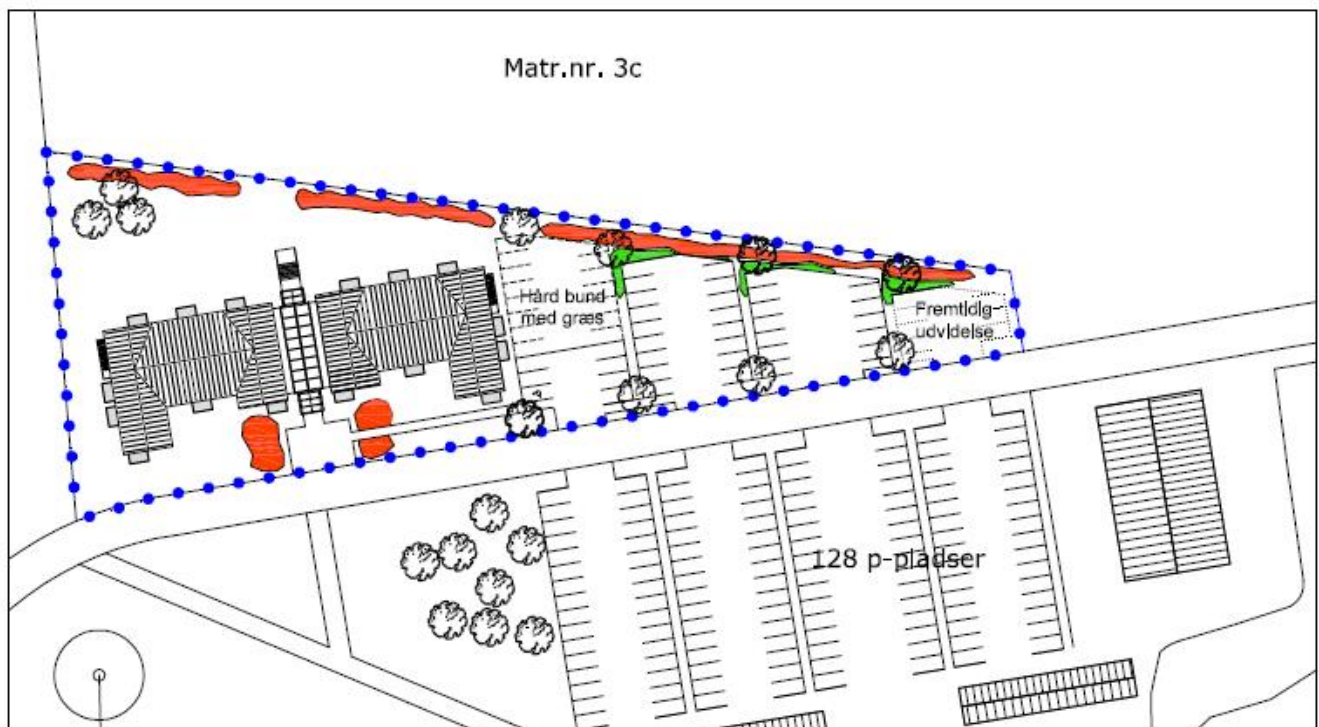 Matr.nr. 3c
Hård bund
med græs
Fremtidig-
udvidelse
128 p-pladser